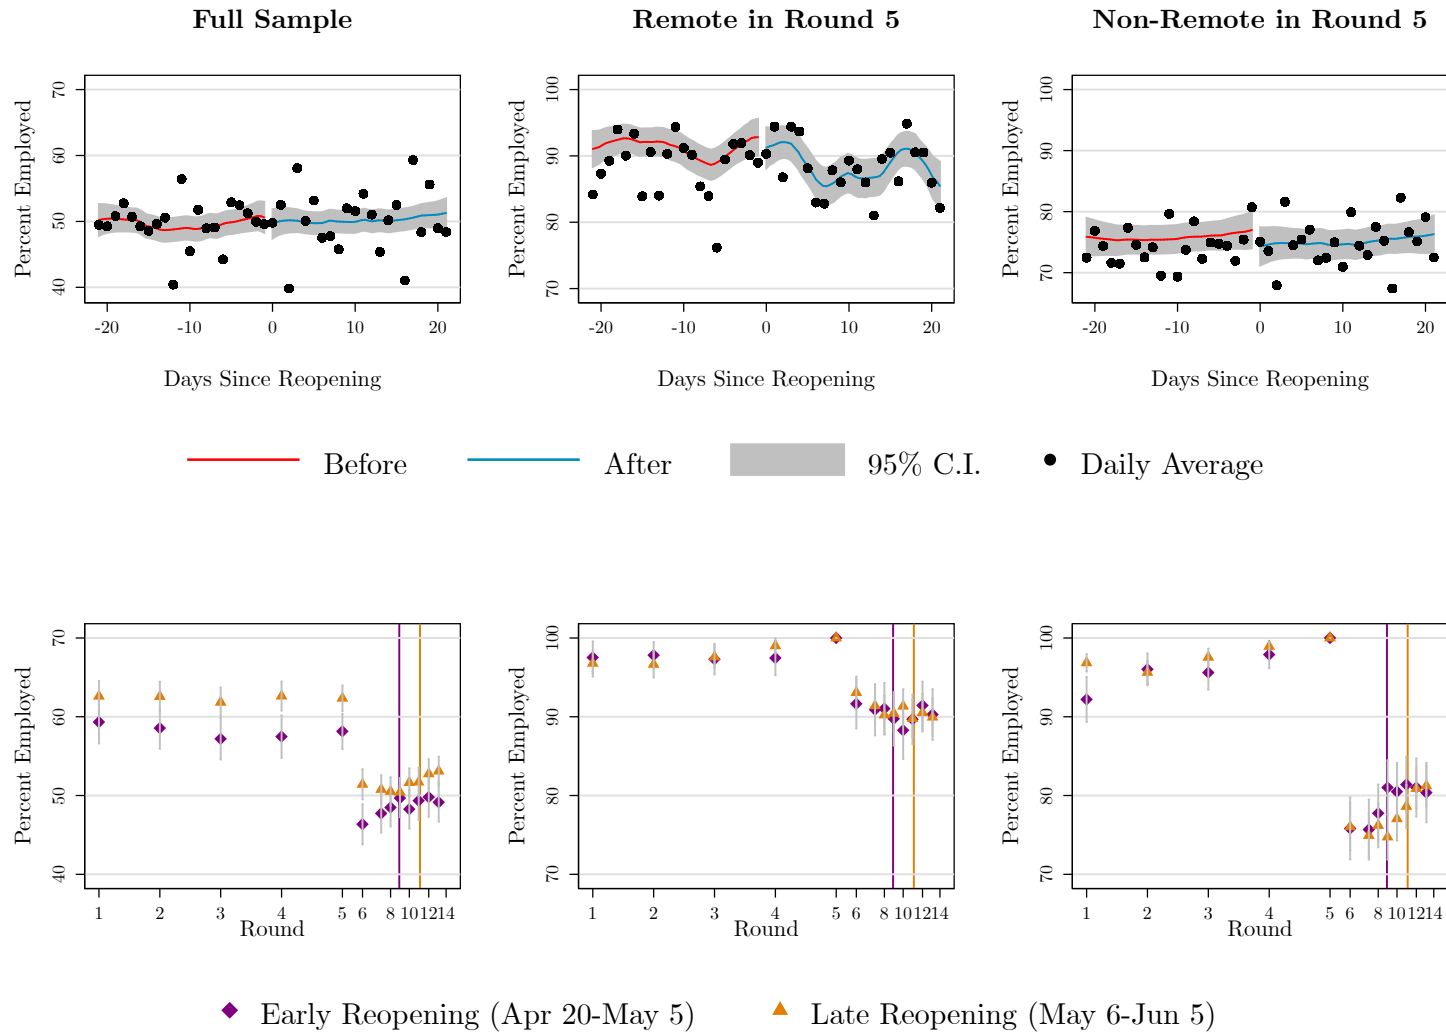 Full Sample
Remote in Round 5
Non-Remote in Round 5
Percent Employed
70
60
50
40
-20 -10 0 10 20
Days Since Reopening
Percent Employed
100
90
80
70
-20 -10 0 10 20
Days Since Reopening
Percent Employed
100
90
80
70
-20 -10 0 10 20
Days Since Reopening
Before After 95% C.I. Daily Average
Percent Employed
70
60
50
40
1 2 3 4 5 6 8 10 12 14
Round
Percent Employed
100
90
80
70
1 2 3 4 5 6 8 10 12 14
Round
Percent Employed
100
90
80
70
1 2 3 4 5 6 8 10 12 14
Round
Early Reopening (Apr 20-May 5) Late Reopening (May 6-Jun 5)